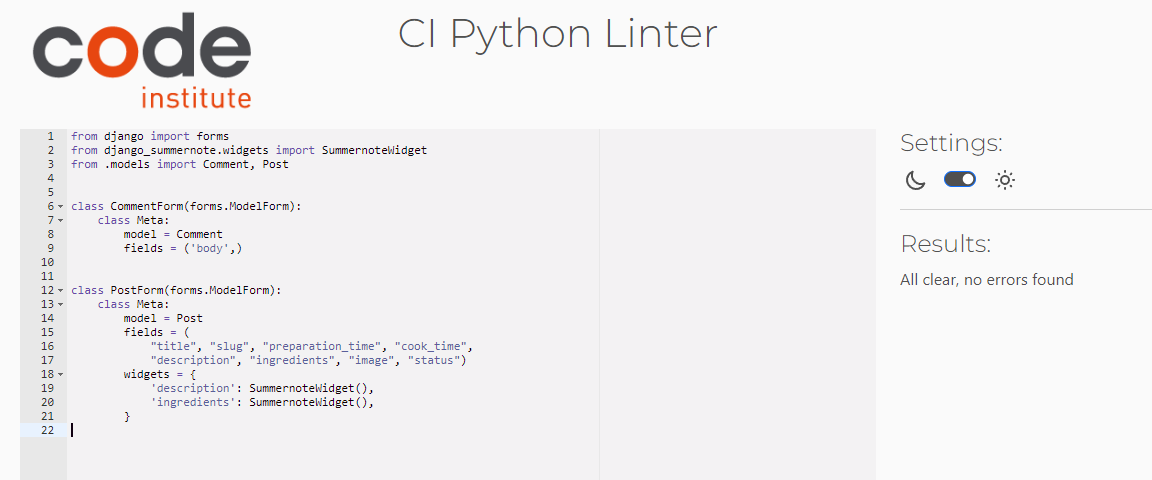 code
institute
CI Python Linter
1 from django import forms
2 from django_summernote.widgets import SummernoteWidget
3 from .models import Comment, Post
4
5
6 class CommentForm(forms.ModelForm):
7     class Meta:
8         model = Comment
9         fields = ('body',)
10
11
12 class PostForm(forms.ModelForm):
13     class Meta:
14         model = Post
15         fields = (
16             "title", "slug", "preparation_time", "cook_time",
17             "description", "ingredients", "image", "status")
18         widgets = {
19             'description': SummernoteWidget(),
20             'ingredients': SummernoteWidget(),
21         }
22
Settings:
Results:
All clear, no errors found